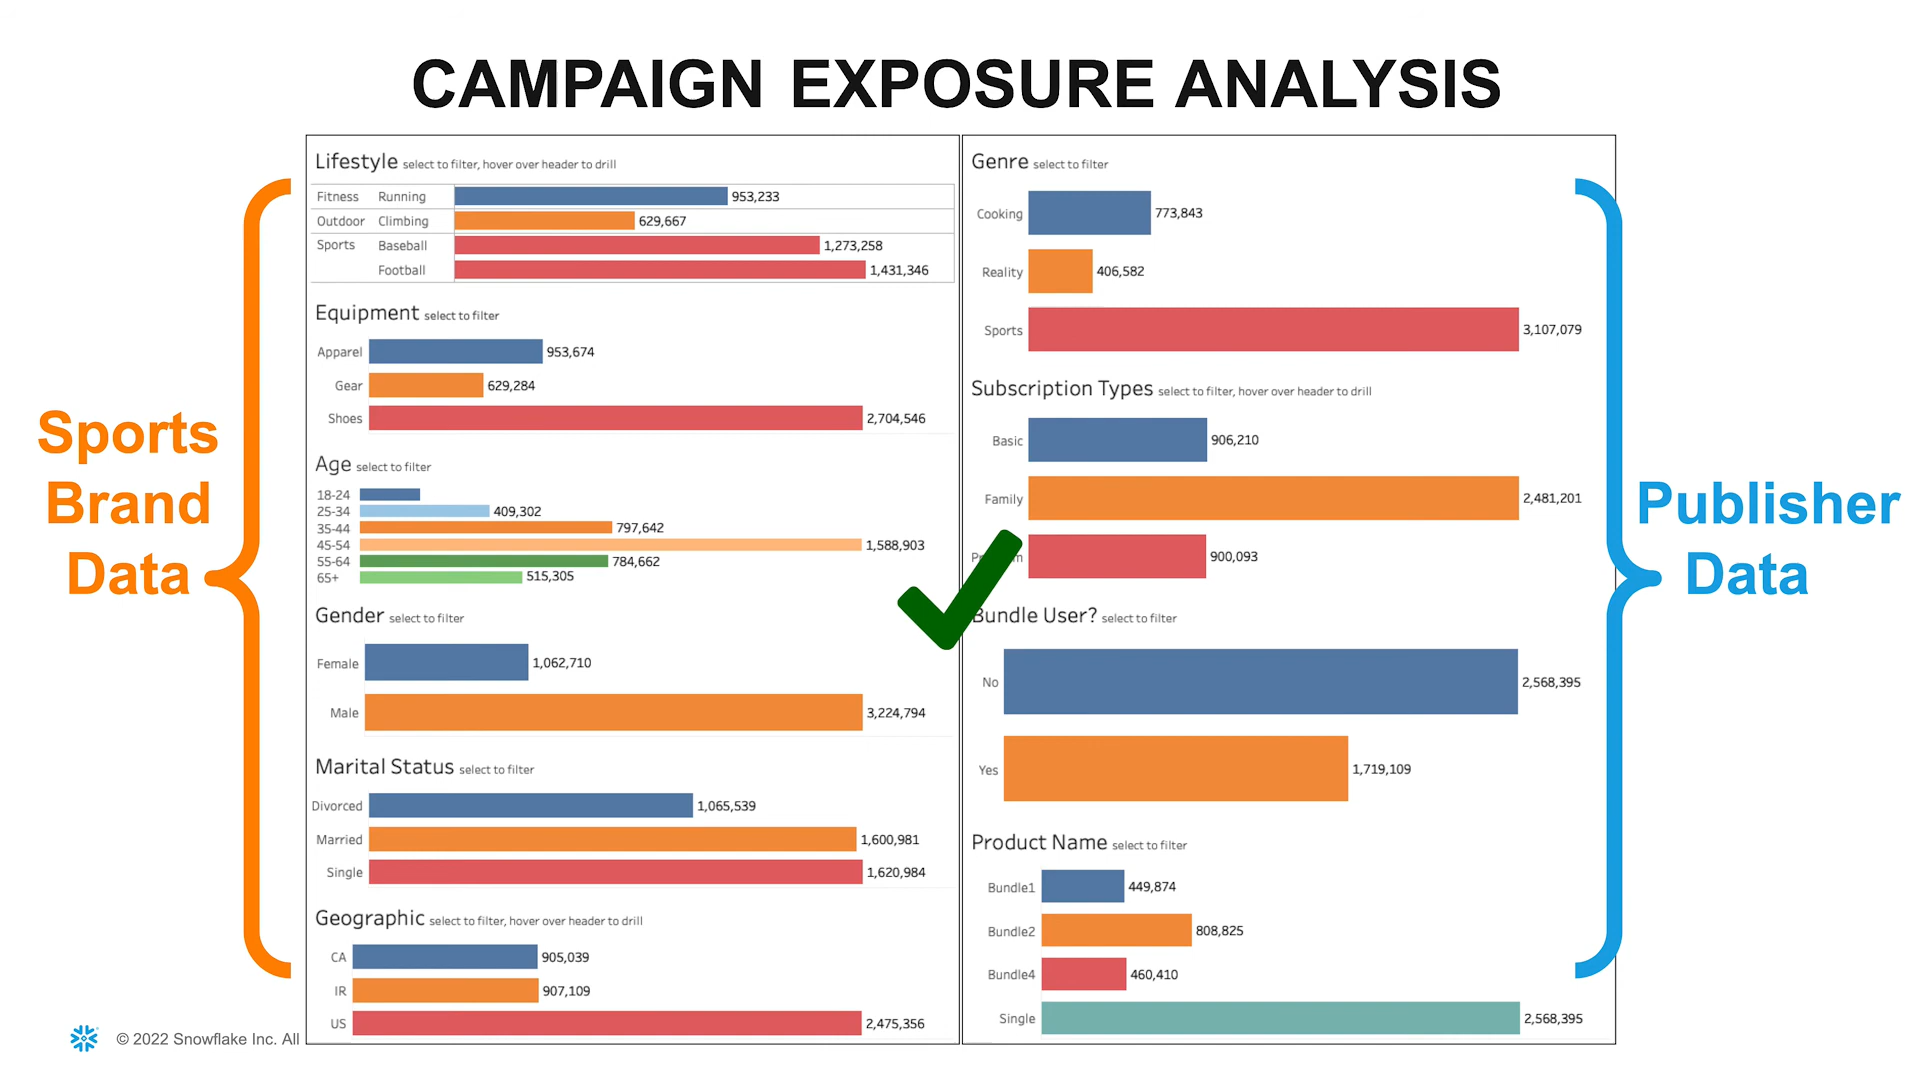 CAMPAIGN EXPOSURE ANALYSIS
Sports
Brand
Data
Lifestyle select to filter, hover over header to drill
Fitness Running 953,233
Outdoor Climbing 629,667
Sports Baseball 1,273,258
Football 1,431,346
Equipment select to filter
Apparel 953,674
Gear 629,284
Shoes 2,704,546
Age select to filter
18-24
25-34 409,302
35-44 797,642
45-54 1,588,903
55-64 784,662
65+ 515,305
Gender select to filter
Female 1,062,710
Male 3,224,794
Marital Status select to filter
Divorced 1,065,539
Married 1,600,981
Single 1,620,984
Geographic select to filter, hover over header to drill
CA 905,039
IR 907,109
US 2,475,356
Genre select to filter
Cooking 773,843
Reality 406,582
Sports 3,107,079
Subscription Types select to filter, hover over header to drill
Basic 906,210
Family 2,481,201
900,093
Bundle User? select to filter
No 2,568,395
Yes 1,719,109
Product Name select to filter
Bundle1 449,874
Bundle2 808,825
Bundle4 460,410
Single 2,568,395
Publisher
Data
© 2022 Snowflake Inc. All